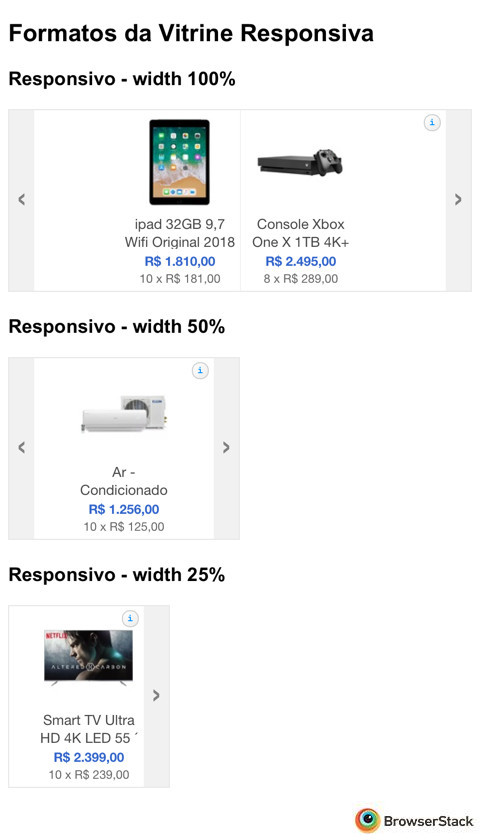 Formatos da Vitrine Responsiva
Responsivo - width 100%
i
‹
›
ipad 32GB 9,7
Wifi Original 2018
R$ 1.810,00
10 x R$ 181,00
Console Xbox
One X 1TB 4K+
R$ 2.495,00
8 x R$ 289,00
Responsivo - width 50%
i
‹
›
Ar -
Condicionado
R$ 1.256,00
10 x R$ 125,00
Responsivo - width 25%
i
NETFLIX
ALTERED CARBON
›
Smart TV Ultra
HD 4K LED 55 ´
R$ 2.399,00
10 x R$ 239,00
BrowserStack